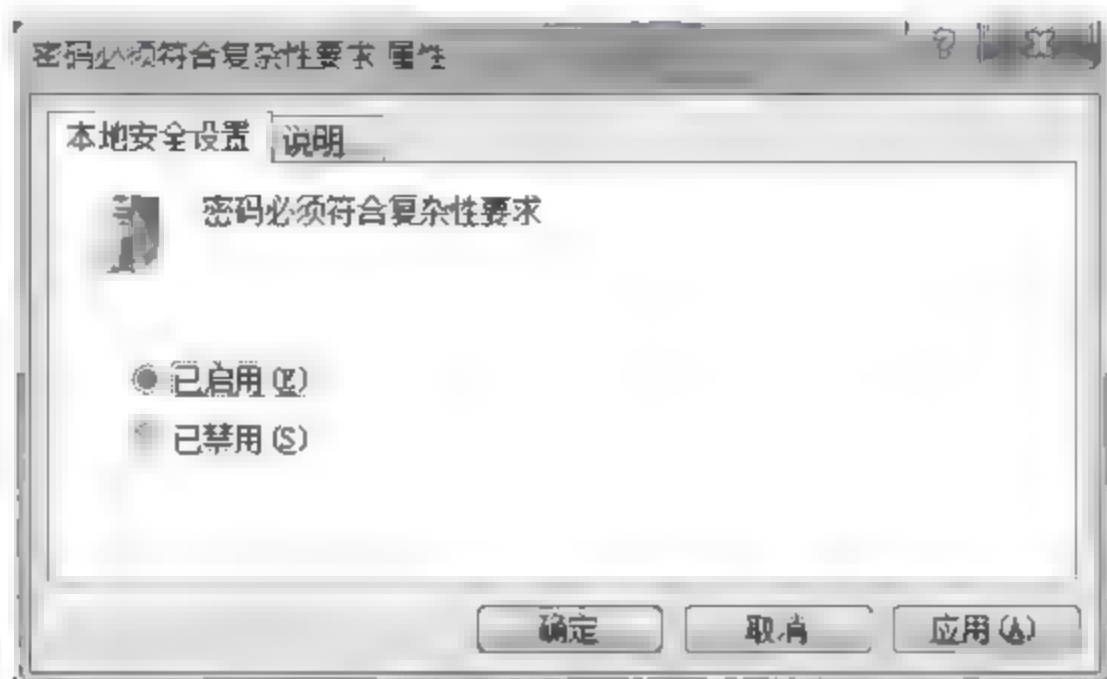 密码必须符合复杂性要求 属性
本地安全设置 说明
密码必须符合复杂性要求
已启用(E)
已禁用(S)
确定 取消 应用(A)